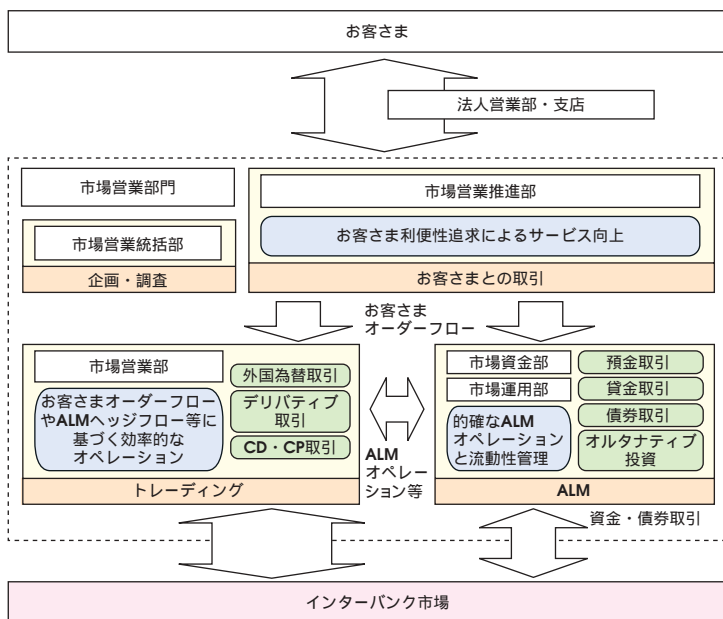 お客さま
法人営業部・支店
市場営業部門
市場営業統括部
企画・調査
市場営業推進部
お客さま利便性追求によるサービス向上
お客さまとの取引
お客さま
オーダーフロー
市場営業部
お客さまオーダーフロー
やALMヘッジフロー等に
基づく効率的な
オペレーション
外国為替取引
デリバティブ
取引
CD・CP取引
トレーディング
ALM
オペレー
ション等
市場資金部
市場運用部
的確なALM
オペレーション
と流動性管理
預金取引
貸金取引
債券取引
オルタナティブ
投資
ALM
資金・債券取引
インターバンク市場